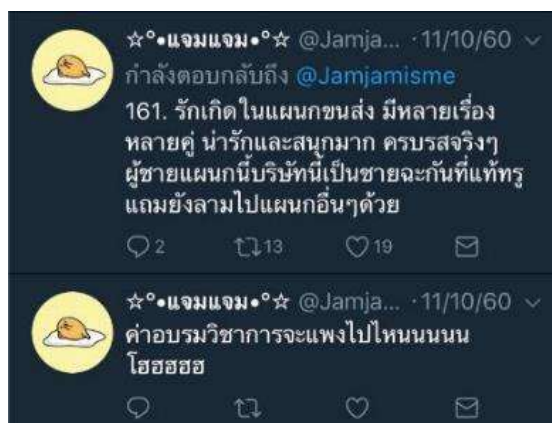 ☆°•แจมแจม•°☆ @Jamja... · 11/10/60
กำลังตอบกลับถึง @Jamjamisme
161. รักเกิดในแผนกขนส่ง มีหลายเรื่อง
หลายคู่ น่ารักและสนุกมาก ครบรสจริงๆ
ผู้ชายแผนกนี้บริษัทนี้เป็นชายฉะกันที่แท้ทรู
แถมยังลามไปแผนกอื่นๆด้วย
2 13 19
☆°•แจมแจม•°☆ @Jamja... · 11/10/60
ค่าอบรมวิชาการจะแพงไปไหนนนนน
โฮฮฮฮฮ